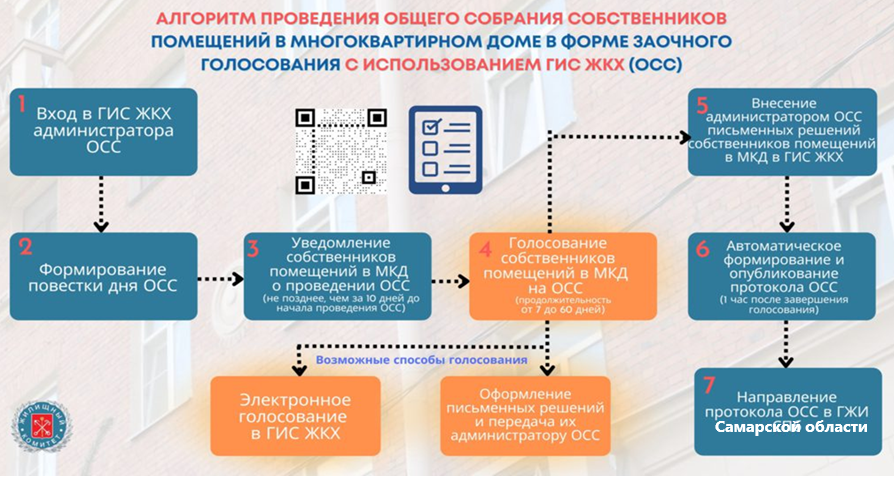 АЛГОРИТМ ПРОВЕДЕНИЯ ОБЩЕГО СОБРАНИЯ СОБСТВЕННИКОВ
ПОМЕЩЕНИЙ В МНОГОКВАРТИРНОМ ДОМЕ В ФОРМЕ ЗАОЧНОГО
ГОЛОСОВАНИЯ С ИСПОЛЬЗОВАНИЕМ ГИС ЖКХ (ОСС)
1
Вход в ГИС ЖКХ
администратора
ОСС
2
Формирование
повестки дня ОСС
3
Уведомление
собственников
помещений в МКД
о проведении ОСС
(не позднее, чем за 10 дней до
начала проведения ОСС)
4
Голосование
собственников
помещений в МКД
на ОСС
(продолжительность
от 7 до 60 дней)
Возможные способы голосования
Электронное
голосование
в ГИС ЖКХ
Оформление
письменных решений
и передача их
администратору ОСС
5
Внесение
администратором ОСС
письменных решений
собственников помещений
в МКД в ГИС ЖКХ
6
Автоматическое
формирование и
опубликование
протокола ОСС
(1 час после завершения
голосования)
7
Направление
протокола ОСС в ГЖИ
Самарской области
ЖИЛИЩНЫЙ
КОМИТЕТ